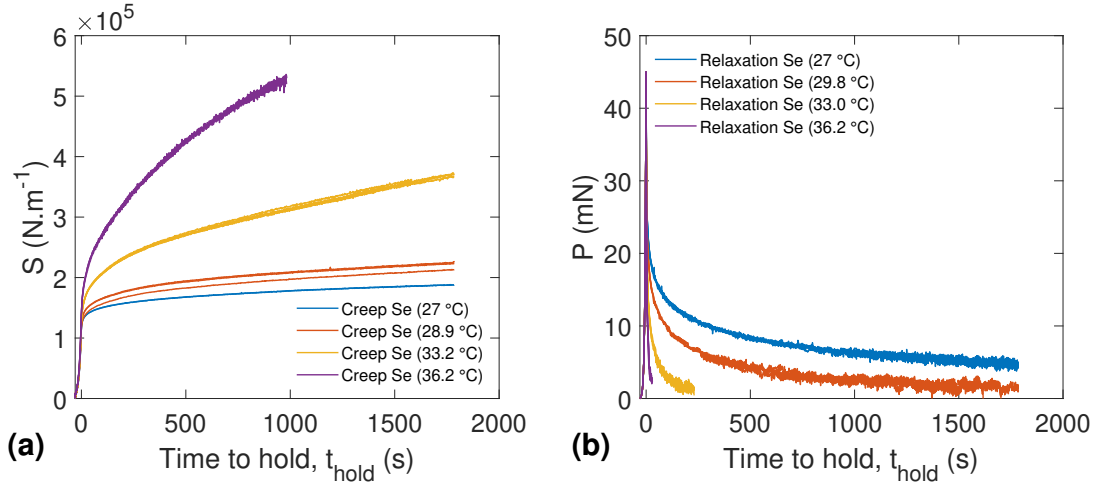 ×10⁵
6
5
4
3
2
1
0
S (N.m⁻¹)
0
500
1000
1500
2000
Time to hold, t_hold (s)
Creep Se (27 °C)
Creep Se (28.9 °C)
Creep Se (33.2 °C)
Creep Se (36.2 °C)
(a)
50
40
30
20
10
0
P (mN)
0
500
1000
1500
2000
Time to hold, t_hold (s)
Relaxation Se (27 °C)
Relaxation Se (29.8 °C)
Relaxation Se (33.0 °C)
Relaxation Se (36.2 °C)
(b)